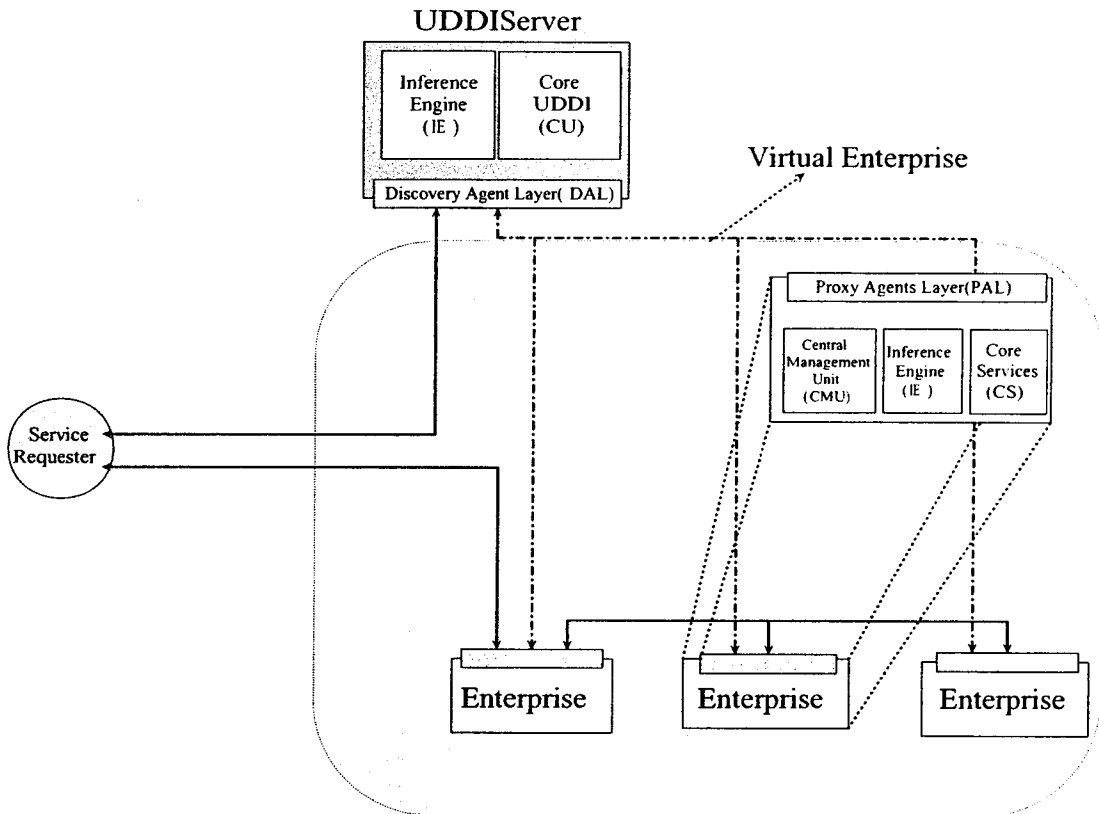 UDDIServer
Inference
Engine
(IE )
Core
UDDI
(CU)
Discovery Agent Layer( DAL)
Virtual Enterprise
Proxy Agents Layer(PAL)
Central
Management
Unit
(CMU)
Inference
Engine
(IE )
Core
Services
(CS)
Service
Requester
Enterprise
Enterprise
Enterprise